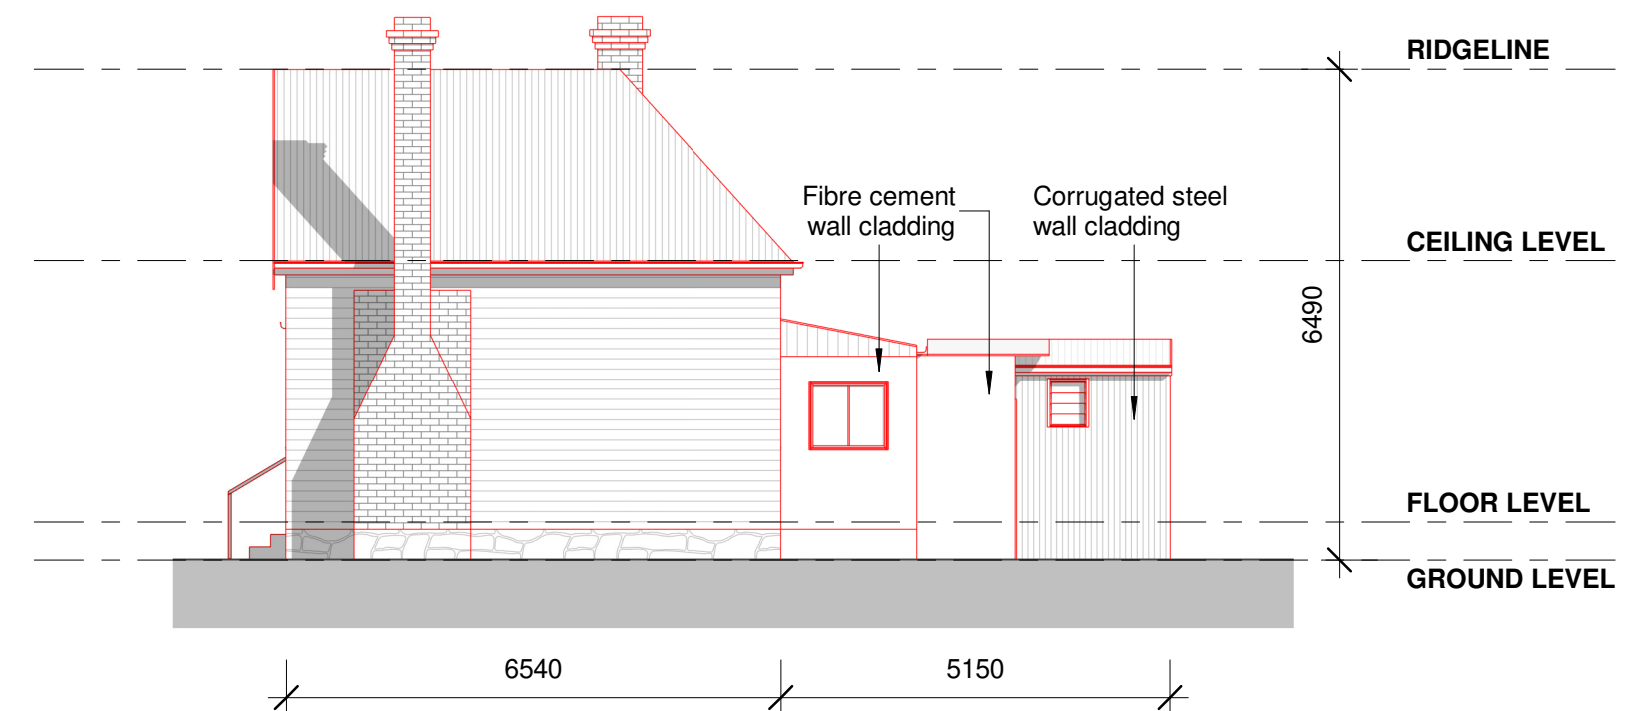 RIDGELINE
Fibre cement
wall cladding
Corrugated steel
wall cladding
CEILING LEVEL
6490
FLOOR LEVEL
GROUND LEVEL
6540
5150